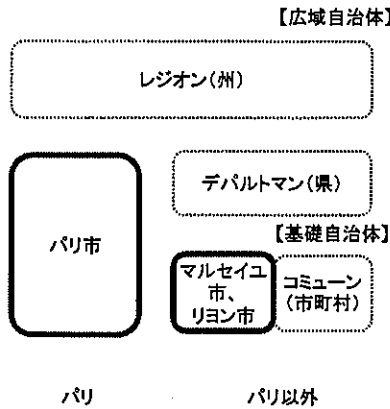 【広域自治体】
レジオン(州)
デパルトマン(県)
パリ市
【基礎自治体】
マルセイユ
市、
リヨン市
コミューン
(市町村)
パリ
パリ以外